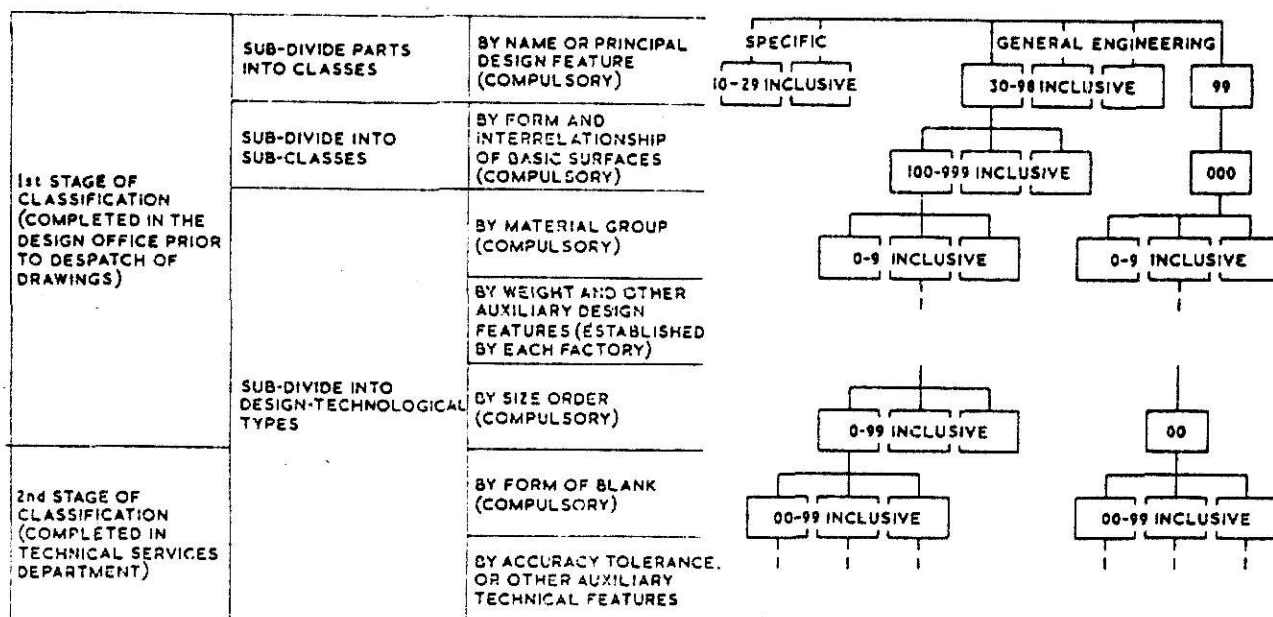 1st STAGE OF
CLASSIFICATION
(COMPLETED IN THE
DESIGN OFFICE PRIOR
TO DESPATCH OF
DRAWINGS)
2nd STAGE OF
CLASSIFICATION
(COMPLETED IN
TECHNICAL SERVICES
DEPARTMENT)
SUB-DIVIDE PARTS
INTO CLASSES
SUB-DIVIDE INTO
SUB-CLASSES
SUB-DIVIDE INTO
DESIGN-TECHNOLOGICAL
TYPES
BY NAME OR PRINCIPAL
DESIGN FEATURE
(COMPULSORY)
BY FORM AND
INTERRELATIONSHIP
OF BASIC SURFACES
(COMPULSORY)
BY MATERIAL GROUP
(COMPULSORY)
BY WEIGHT AND OTHER
AUXILIARY DESIGN
FEATURES (ESTABLISHED
BY EACH FACTORY)
BY SIZE ORDER
(COMPULSORY)
BY FORM OF BLANK
(COMPULSORY)
BY ACCURACY TOLERANCE,
OR OTHER AUXILIARY
TECHNICAL FEATURES
SPECIFIC
GENERAL ENGINEERING
10-29 INCLUSIVE
30-98 INCLUSIVE
99
100-999 INCLUSIVE
000
0-9 INCLUSIVE
0-9 INCLUSIVE
0-99 INCLUSIVE
00
00-99 INCLUSIVE
00-99 INCLUSIVE